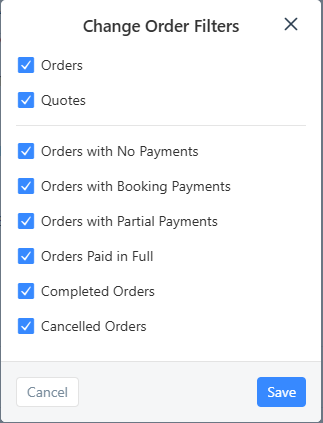 Change Order Filters
Orders
Quotes
Orders with No Payments
Orders with Booking Payments
Orders with Partial Payments
Orders Paid in Full
Completed Orders
Cancelled Orders
Cancel
Save